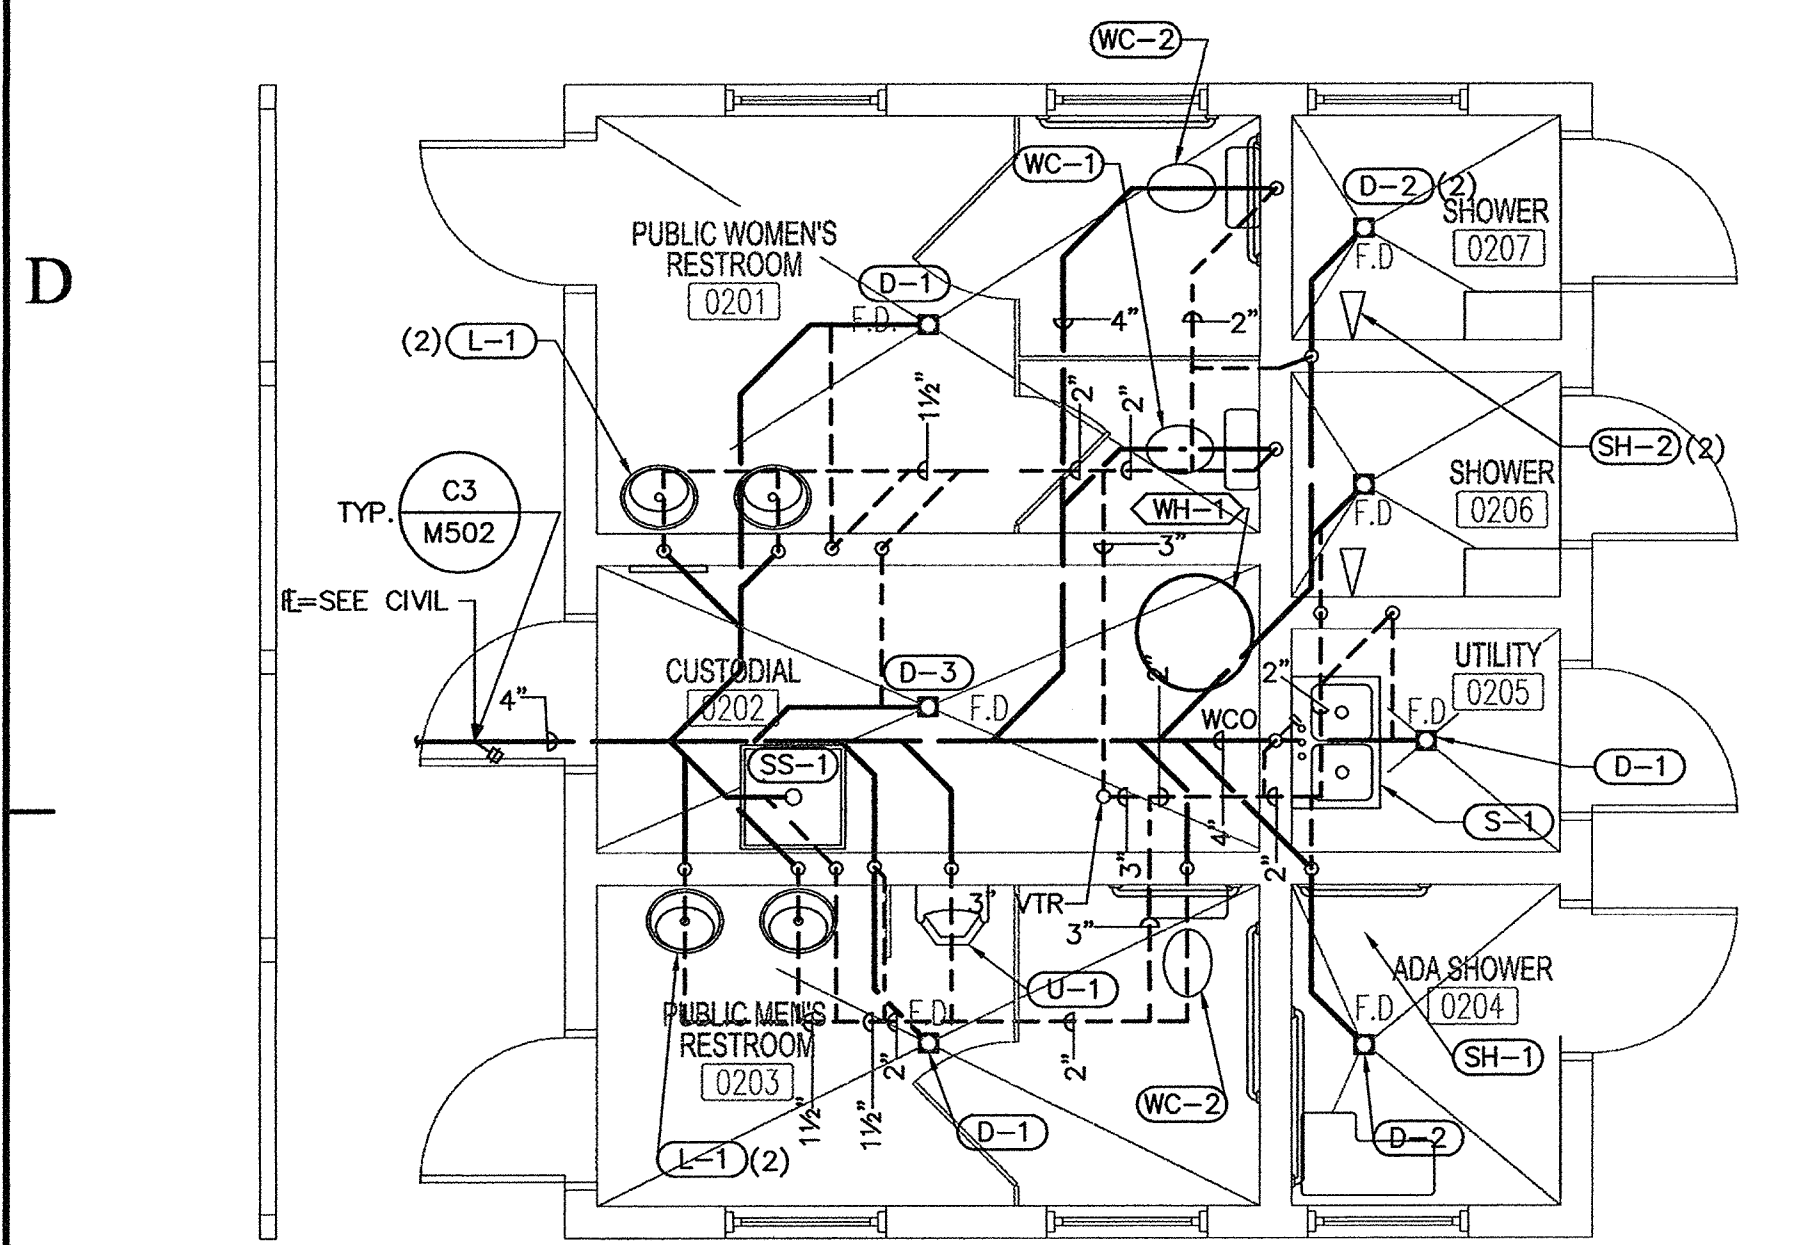 WC-2
WC-1
D-2 (2)
SHOWER
0207
F.D
D
PUBLIC WOMEN'S
RESTROOM
0201
D-1
F.D.
4"
2"
(2) L-1
1½"
2"
2"
SH-2 (2)
SHOWER
0206
F.D
TYP.
C3
M502
WH-1
3"
℄=SEE CIVIL
CUSTODIAL
0202
D-3
F.D
2"
UTILITY
0205
F.D
4"
WCO
SS-1
D-1
S-1
3"
4"
2"
3"
VTR
3"
U-1
ADA SHOWER
0204
F.D
PUBLIC MEN'S
RESTROOM
0203
F.D
2"
2"
1½"
1½"
SH-1
WC-2
D-1
D-2
L-1 (2)